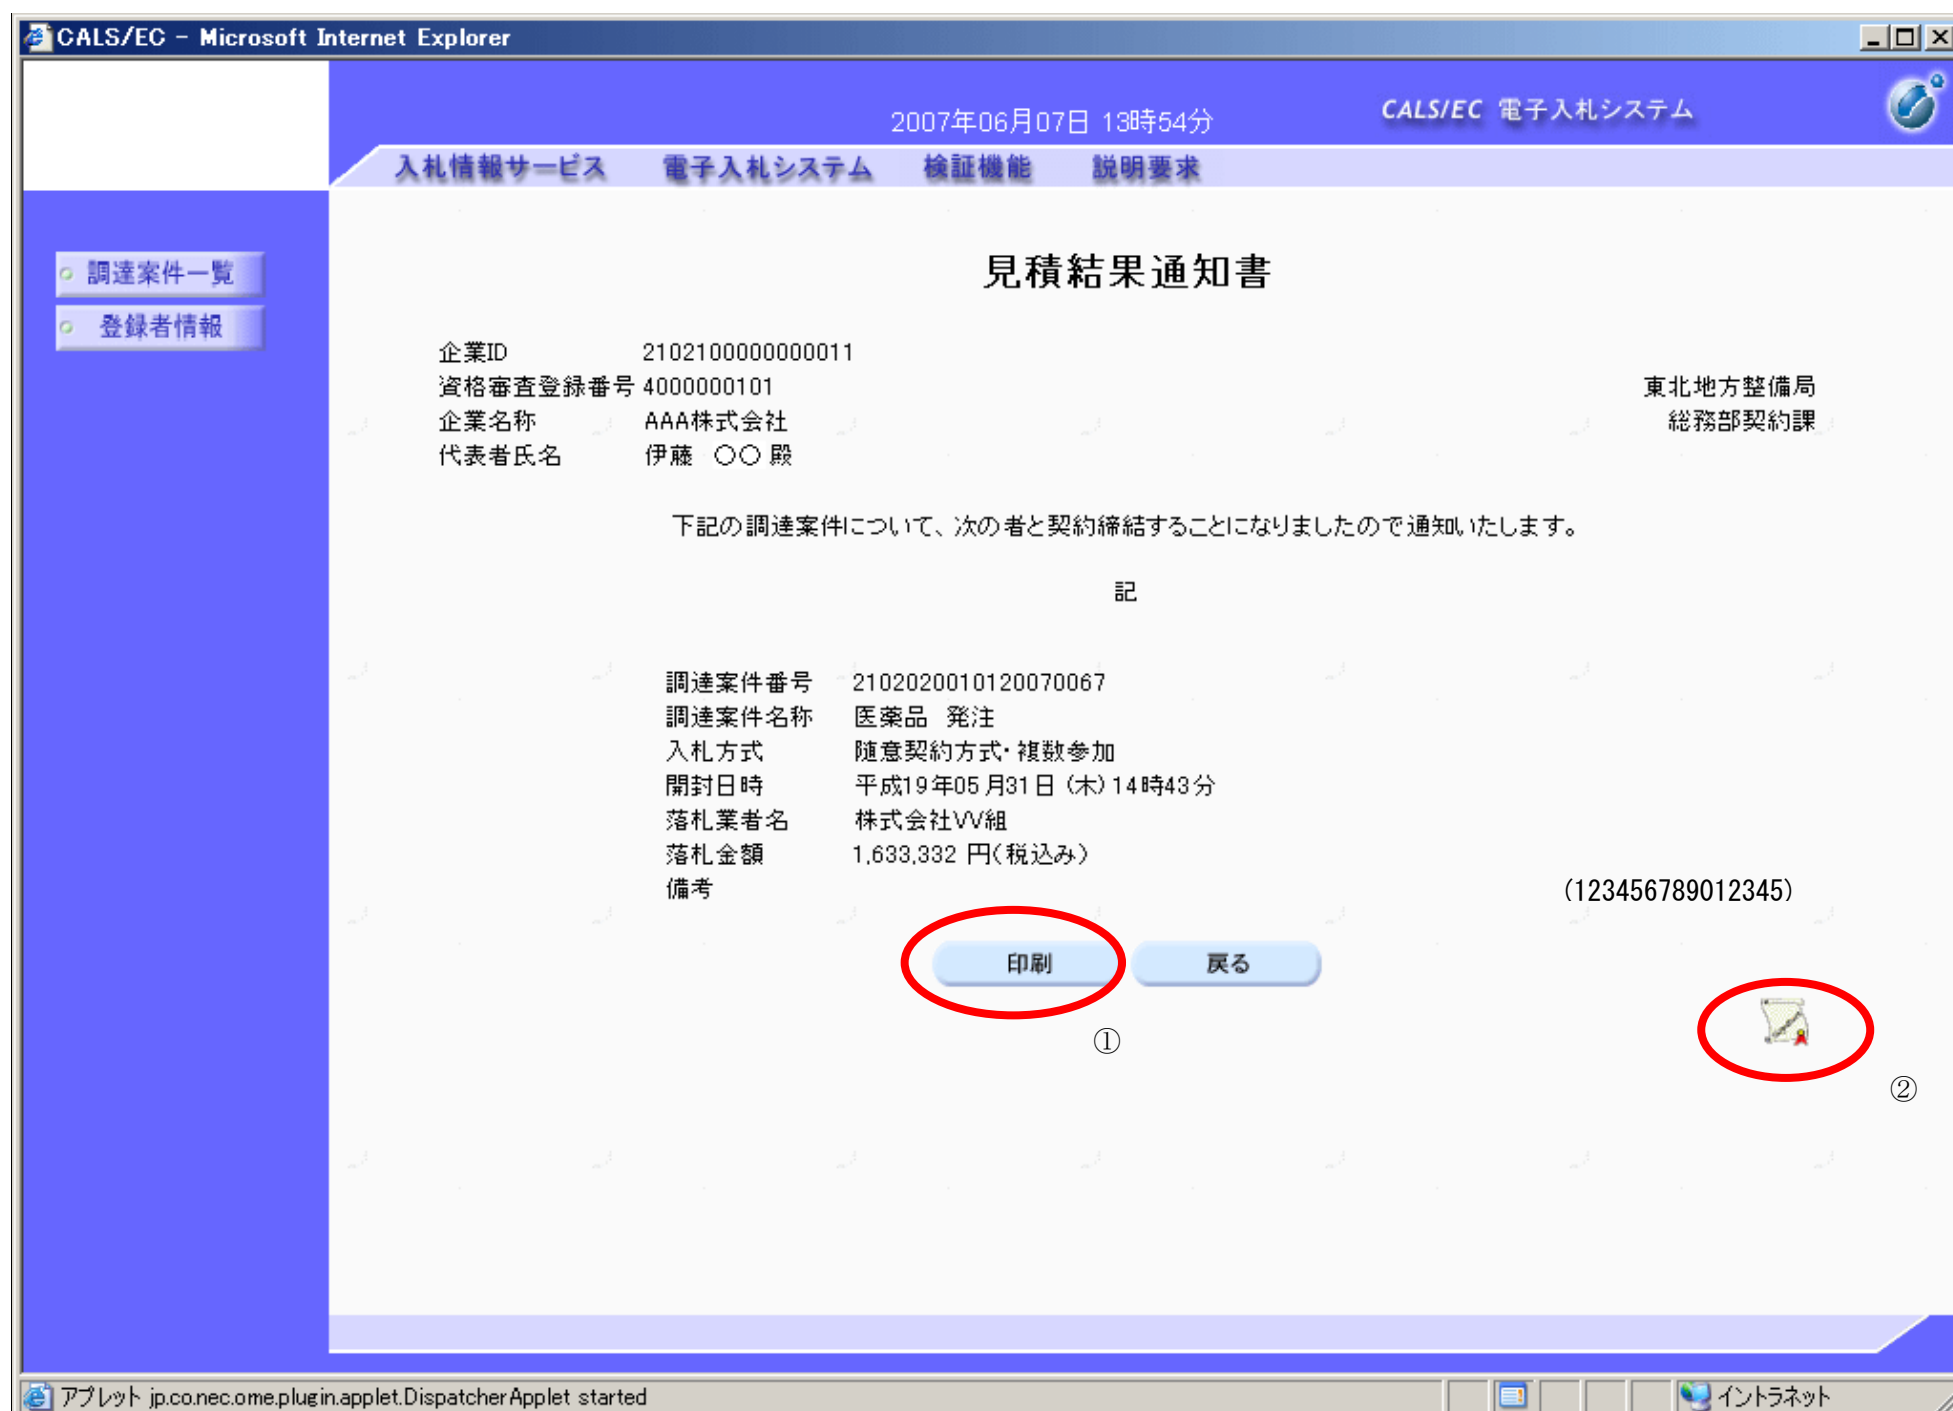 CALS/EC - Microsoft Internet Explorer
2007年06月07日 13時54分
CALS/EC 電子入札システム
入札情報サービス 電子入札システム 検証機能 説明要求
調達案件一覧
登録者情報
見積結果通知書
企業ID 2102100000000011
資格審査登録番号 4000000101
企業名称 AAA株式会社
代表者氏名 伊藤 〇〇 殿
東北地方整備局
総務部契約課
下記の調達案件について、次の者と契約締結することになりましたので通知いたします。
記
調達案件番号 2102020010120070067
調達案件名称 医薬品 発注
入札方式 随意契約方式・複数参加
開封日時 平成19年05月31日(木)14時43分
落札業者名 株式会社VV組
落札金額 1,633,332 円(税込み)
備考 (123456789012345)
印刷 戻る
①
②
アプレット jp.co.nec.ome.plugin.applet.DispatcherApplet started
イントラネット